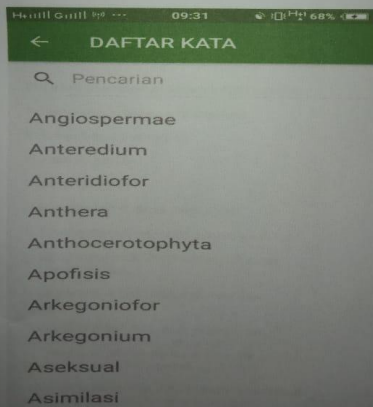 09:31 68%
← DAFTAR KATA
Pencarian
Angiospermae
Anteredium
Anteridiofor
Anthera
Anthocerotophyta
Apofisis
Arkegoniofor
Arkegonium
Aseksual
Asimilasi